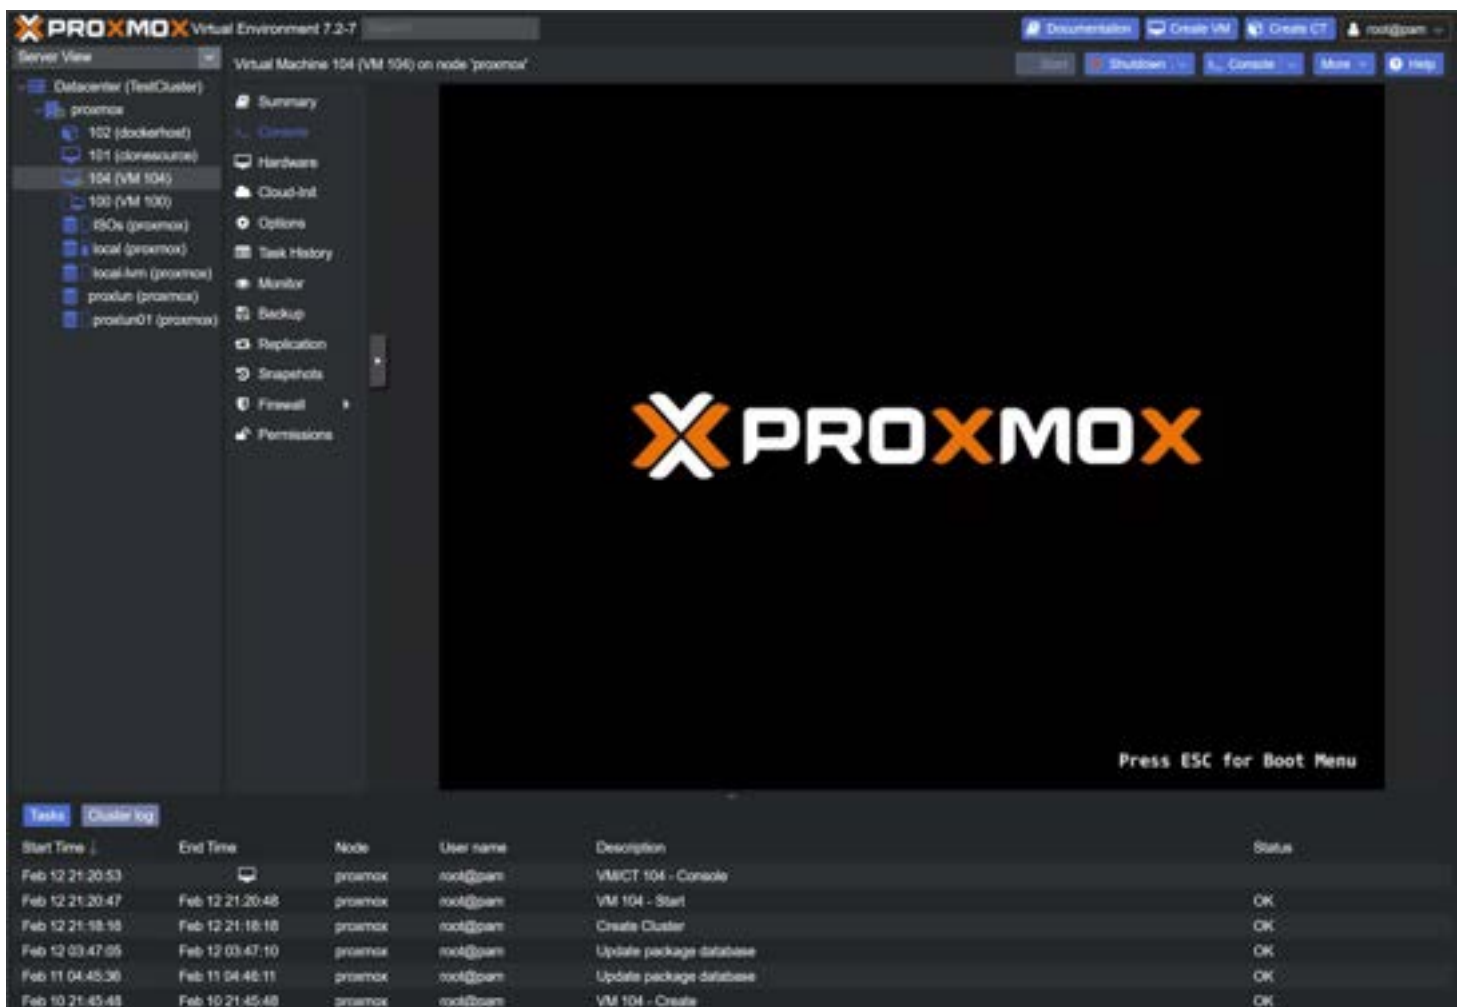 PROXMOX Virtual Environment 7.2-7 Search
Documentation Create VM Create CT root@pam
Server View
Virtual Machine 104 (VM 104) on node 'proxmox'
Start Shutdown Console More Help
Datacenter (TestCluster)
proxmox
102 (dockerhost)
101 (clonesource)
104 (VM 104)
100 (VM 100)
ISOs (proxmox)
local (proxmox)
local-lvm (proxmox)
proxlun (proxmox)
proxlun01 (proxmox)
Summary
Console
Hardware
Cloud-Init
Options
Task History
Monitor
Backup
Replication
Snapshots
Firewall
Permissions
PROXMOX
Press ESC for Boot Menu
Tasks Cluster log
Start Time ↓ End Time Node User name Description Status
Feb 12 21:20:53 proxmox root@pam VM/CT 104 - Console
Feb 12 21:20:47 Feb 12 21:20:48 proxmox root@pam VM 104 - Start OK
Feb 12 21:18:16 Feb 12 21:18:18 proxmox root@pam Create Cluster OK
Feb 12 03:47:05 Feb 12 03:47:10 proxmox root@pam Update package database OK
Feb 11 04:45:36 Feb 11 04:46:11 proxmox root@pam Update package database OK
Feb 10 21:45:48 Feb 10 21:45:48 proxmox root@pam VM 104 - Create OK